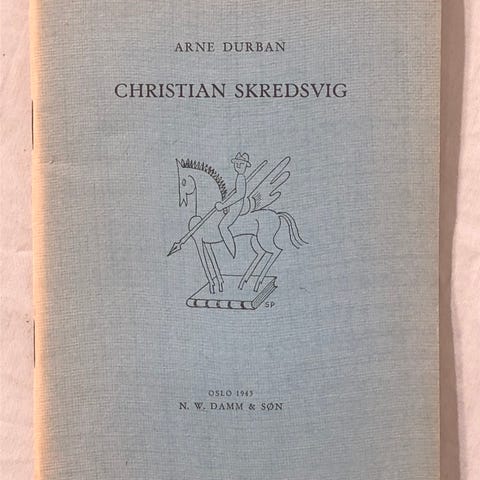 ARNE DURBAN
CHRISTIAN SKREDSVIG
SP
OSLO 1943
N. W. DAMM & SØN